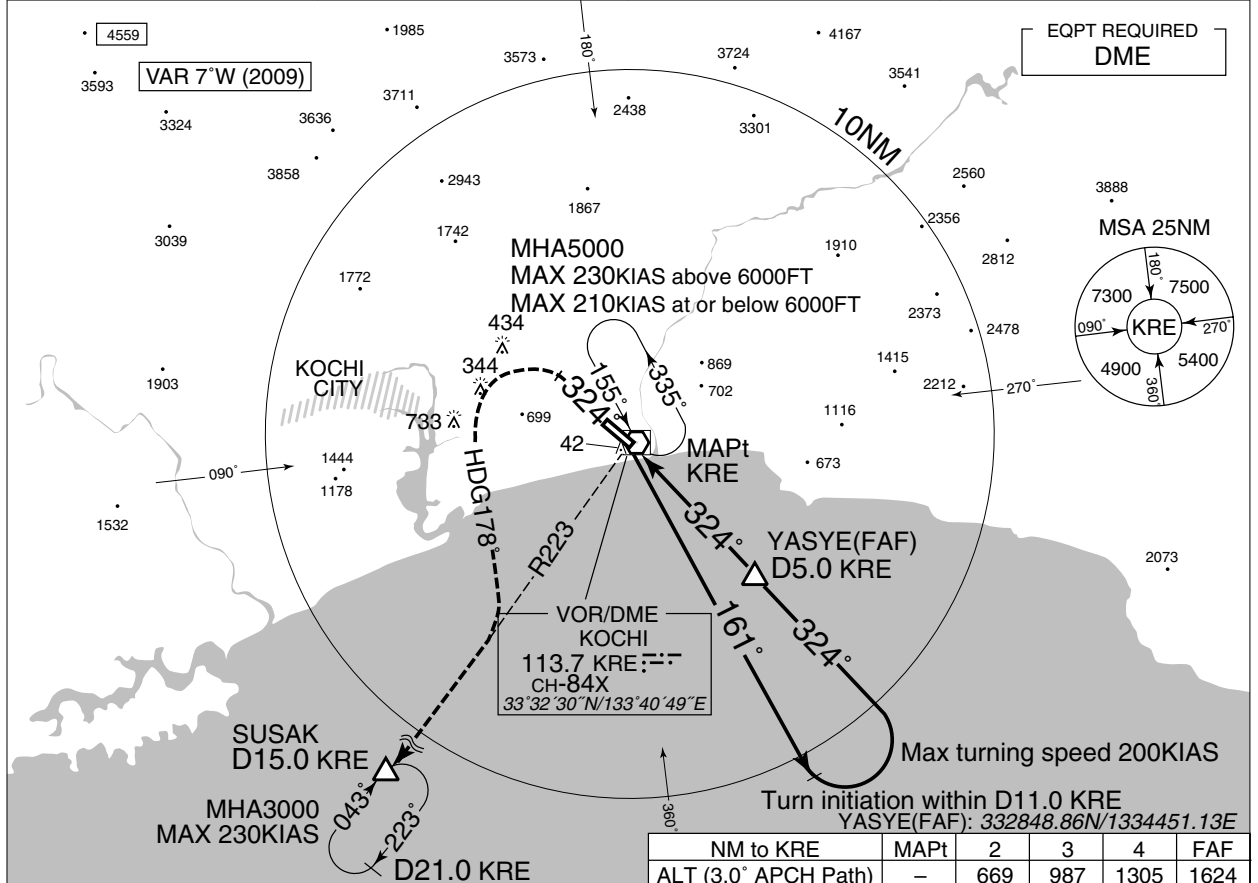 4559
1985
4167
EQPT REQUIRED
DME
180°
3573
3724
3593
VAR 7°W (2009)
3541
3711
2438
3324
3636
3301
10NM
3858
2943
2560
3888
1867
2356
MSA 25NM
3039
1742
MHA5000
1910
2812
MAX 230KIAS above 6000FT
1772
MAX 210KIAS at or below 6000FT
7300
180°
7500
090°
KRE
270°
4900
5400
360°
2373
2478
434
344
869
1415
KOCHI
CITY
1903
155°
335°
702
2212
270°
324°
733
699
1116
42
MAPt
KRE
090°
1444
1178
673
HDG178°
1532
R223
324°
YASYE(FAF)
D5.0 KRE
2073
161°
324°
VOR/DME
KOCHI
113.7 KRE
CH-84X
33°32´30˝N/133°40´49˝E
SUSAK
D15.0 KRE
Max turning speed 200KIAS
MHA3000
MAX 230KIAS
043°
223°
Turn initiation within D11.0 KRE
360°
YASYE(FAF): 332848.86N/1334451.13E
D21.0 KRE
NM to KRE MAPt 2 3 4 FAF
ALT (3.0° APCH Path) – 669 987 1305 1624